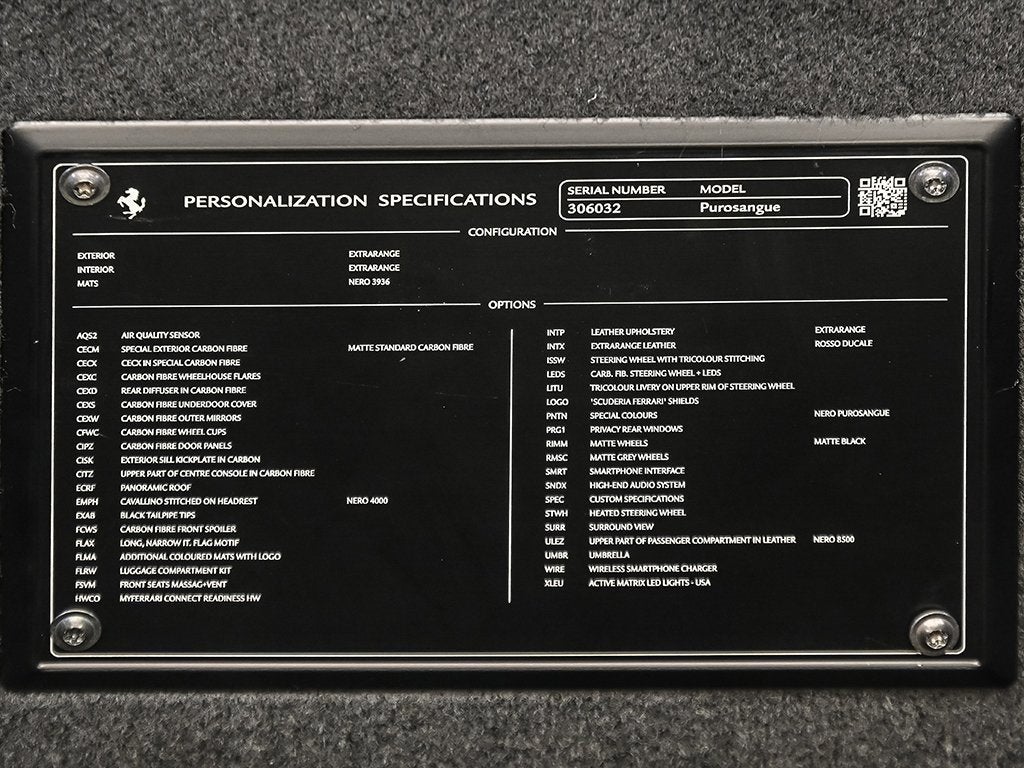 PERSONALIZATION SPECIFICATIONS
SERIAL NUMBER MODEL
306032 Purosangue
CONFIGURATION
EXTERIOR EXTRARANGE
INTERIOR EXTRARANGE
MATS NERO 3936
OPTIONS
AQS2 AIR QUALITY SENSOR
CECM SPECIAL EXTERIOR CARBON FIBRE MATTE STANDARD CARBON FIBRE
CECX CECX IN SPECIAL CARBON FIBRE
CEXC CARBON FIBRE WHEELHOUSE FLARES
CEXD REAR DIFFUSER IN CARBON FIBRE
CEXS CARBON FIBRE UNDERDOOR COVER
CEXW CARBON FIBRE OUTER MIRRORS
CFWC CARBON FIBRE WHEEL CUPS
CIPZ CARBON FIBRE DOOR PANELS
CISK EXTERIOR SILL KICKPLATE IN CARBON
CITZ UPPER PART OF CENTRE CONSOLE IN CARBON FIBRE
ECRF PANORAMIC ROOF
EMPH CAVALLINO STITCHED ON HEADREST NERO 4000
EXAB BLACK TAILPIPE TIPS
FCWS CARBON FIBRE FRONT SPOILER
FLAX LONG, NARROW IT. FLAG MOTIF
FLMA ADDITIONAL COLOURED MATS WITH LOGO
FLRW LUGGAGE COMPARTMENT KIT
FSVM FRONT SEATS MASSAG+VENT
HWCO MYFERRARI CONNECT READINESS HW
INTP LEATHER UPHOLSTERY EXTRARANGE
INTX EXTRARANGE LEATHER ROSSO DUCALE
ISSW STEERING WHEEL WITH TRICOLOUR STITCHING
LEDS CARB. FIB. STEERING WHEEL + LEDS
LITU TRICOLOUR LIVERY ON UPPER RIM OF STEERING WHEEL
LOGO 'SCUDERIA FERRARI' SHIELDS
PNTN SPECIAL COLOURS NERO PUROSANGUE
PRG1 PRIVACY REAR WINDOWS
RIMM MATTE WHEELS MATTE BLACK
RMSC MATTE GREY WHEELS
SMRT SMARTPHONE INTERFACE
SNDX HIGH-END AUDIO SYSTEM
SPEC CUSTOM SPECIFICATIONS
STWH HEATED STEERING WHEEL
SURR SURROUND VIEW
ULEZ UPPER PART OF PASSENGER COMPARTMENT IN LEATHER NERO 8500
UMBR UMBRELLA
WIRE WIRELESS SMARTPHONE CHARGER
XLEU ACTIVE MATRIX LED LIGHTS - USA